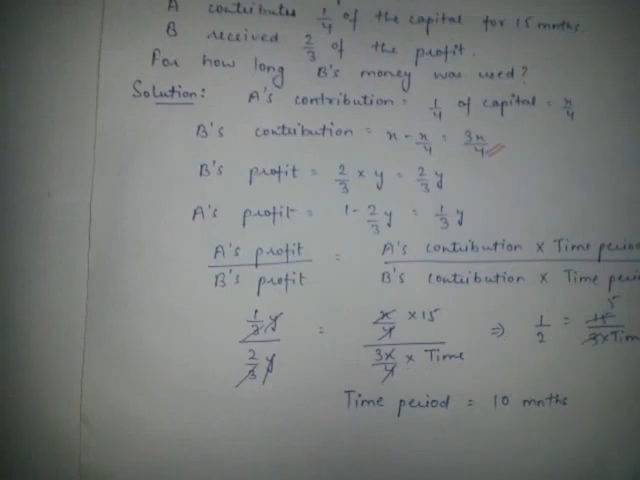 A contributes 1/4 of the capital for 15 mnths.
B received 2/3 of the profit.
For how long B's money was used?
Solution: A's contribution = 1/4 of capital = x/4
B's contribution = x - x/4 = 3x/4
B's profit = 2/3 x y = 2/3 y
A's profit = 1 - 2/3 y = 1/3 y
A's profit / B's profit = A's contribution x Time period / B's contribution x Time
1/3 y / 2/3 y = x/4 x 15 / 3x/4 x Time => 1/2 = 15 5 / 3 x Time
Time period = 10 mnths